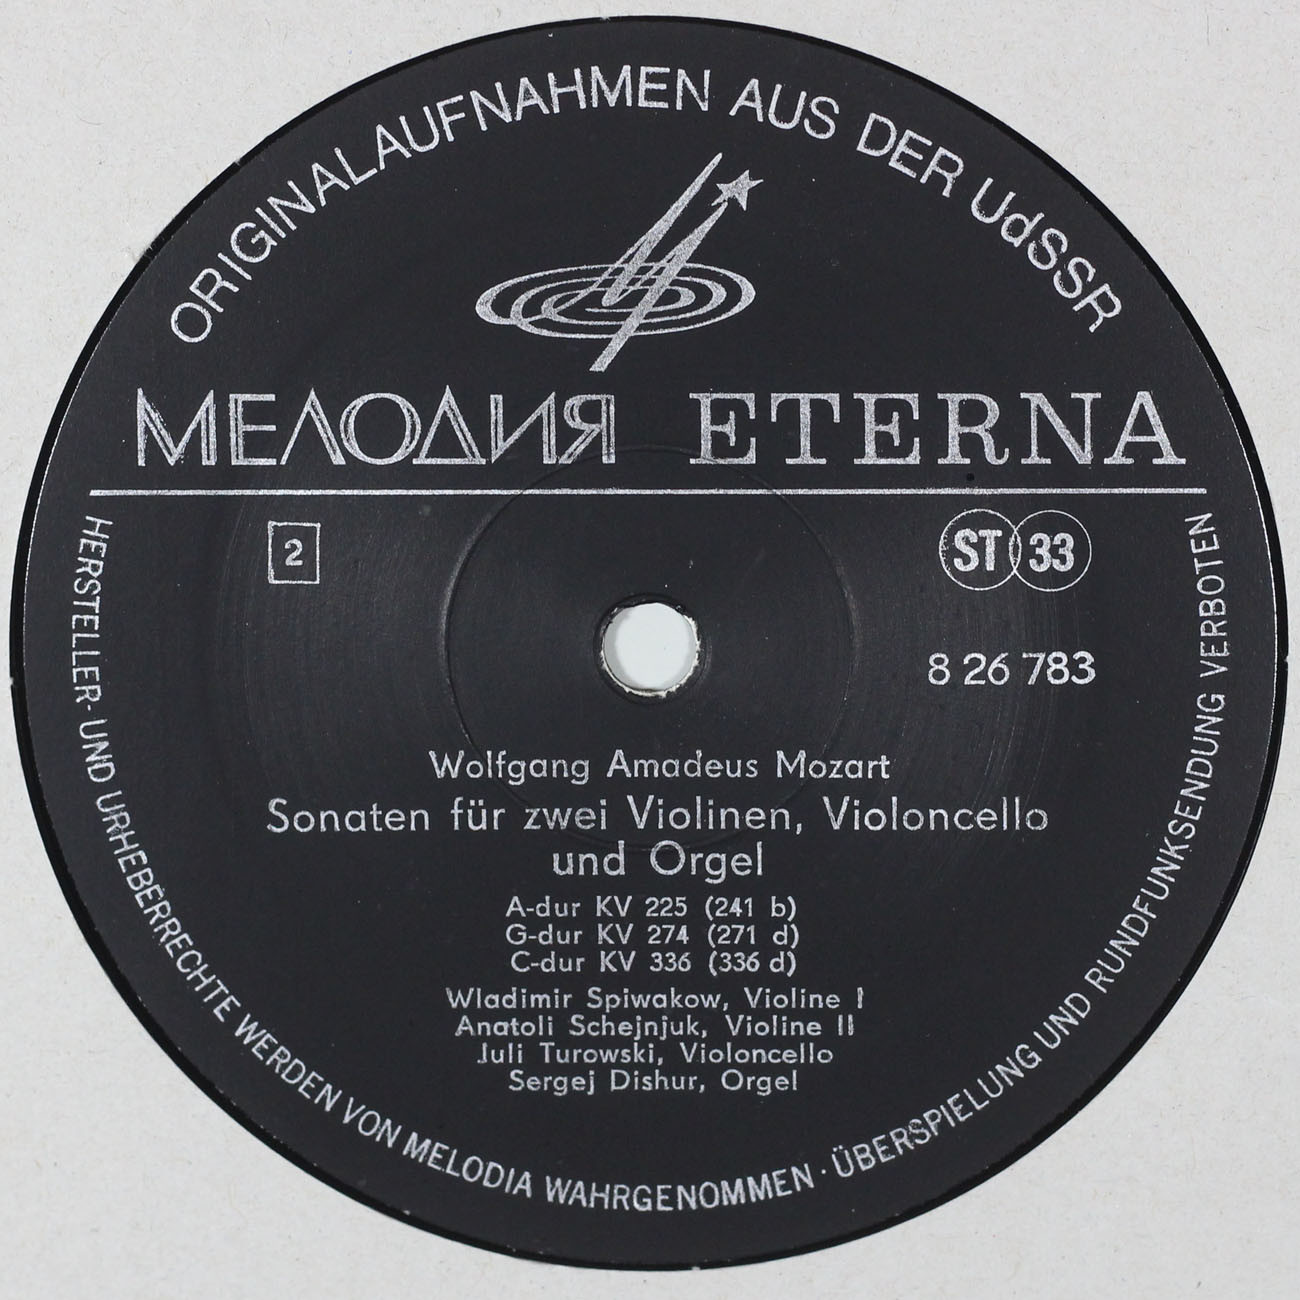 ORIGINALAUFNAHMEN AUS DER UdSSR
МЕЛОДИЯ ETERNA
2
ST 33
8 26 783
Wolfgang Amadeus Mozart
Sonaten für zwei Violinen, Violoncello
und Orgel
A-dur KV 225 (241 b)
G-dur KV 274 (271 d)
C-dur KV 336 (336 d)
Wladimir Spiwakow, Violine I
Anatoli Schejnjuk, Violine II
Juli Turowski, Violoncello
Sergej Dishur, Orgel
HERSTELLER- UND URHEBERRECHTE WERDEN VON MELODIA WAHRGENOMMEN · ÜBERSPIELUNG UND RUNDFUNKSENDUNG VERBOTEN